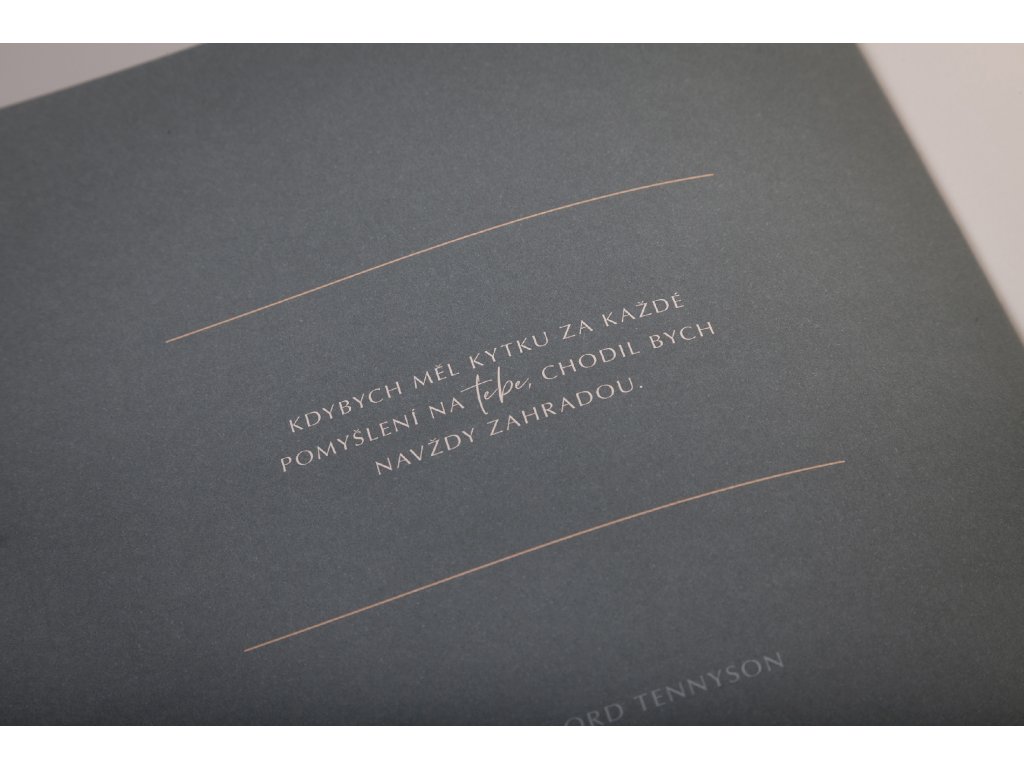 KDYBYCH MĚL KYTKU ZA KAŽDÉ
POMYŠLENÍ NA tebe, CHODIL BYCH
NAVŽDY ZAHRADOU.
TENNYSON